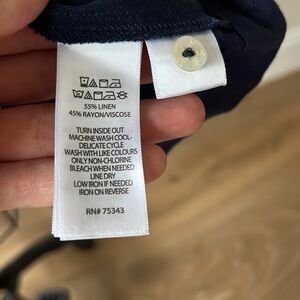 55% LINEN
45% RAYON/VISCOSE
TURN INSIDE OUT
MACHINE WASH COOL-
DELICATE CYCLE
WASH WITH LIKE COLOURS
ONLY NON-CHLORINE
BLEACH WHEN NEEDED
LINE DRY
LOW IRON IF NEEDED
IRON ON REVERSE
RN# 75343